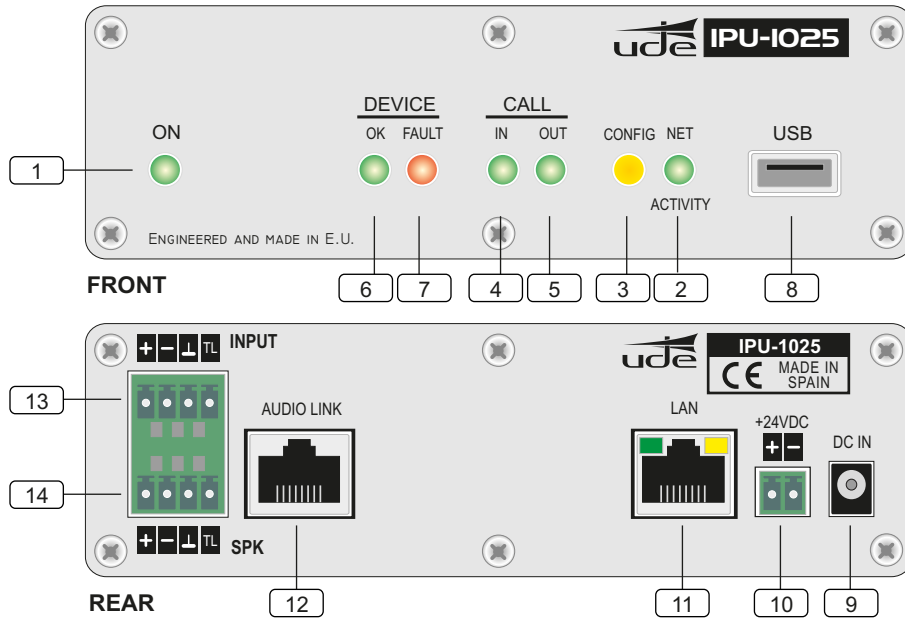 ude IPU-1025
DEVICE CALL
ON OK FAULT IN OUT CONFIG NET USB
1
ACTIVITY
ENGINEERED AND MADE IN E.U.
FRONT
6 7 4 5 3 2 8
+ − ⊥ TL INPUT
ude IPU-1025
CE MADE IN
SPAIN
13
AUDIO LINK LAN +24VDC
+ − DC IN
14
+ − ⊥ TL SPK
REAR
12 11 10 9